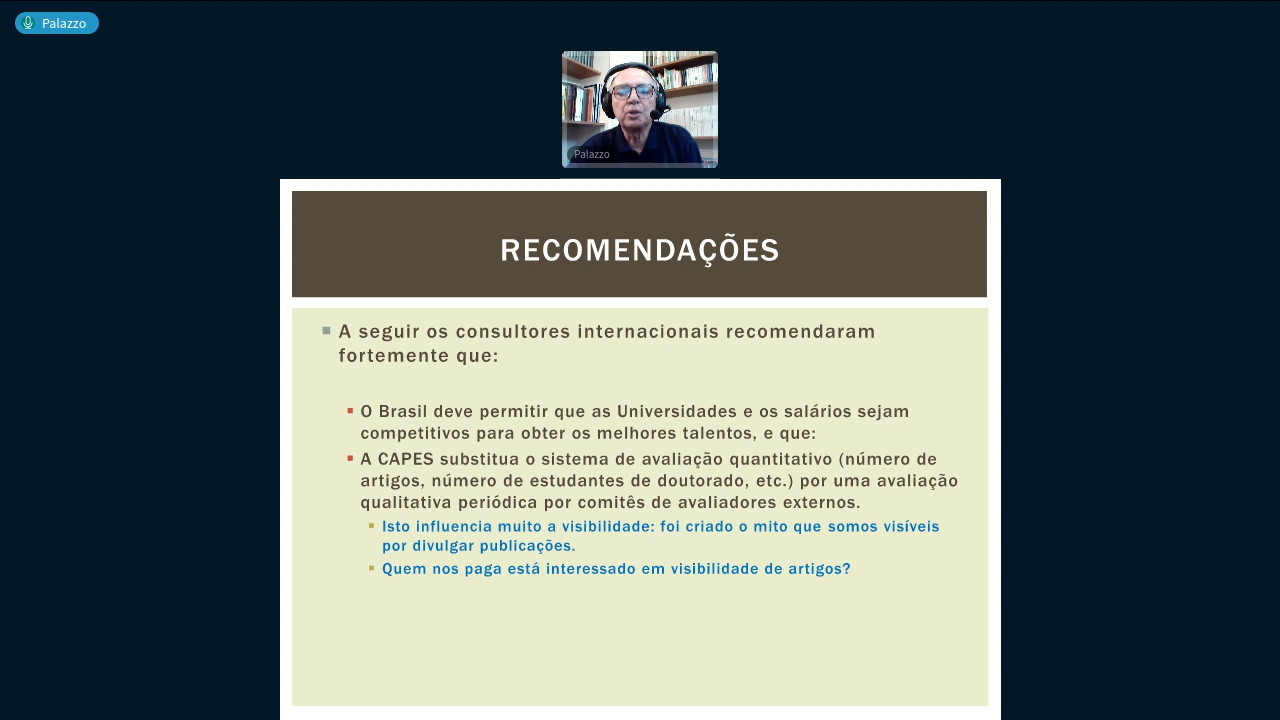 Palazzo
Palazzo
RECOMENDAÇÕES
A seguir os consultores internacionais recomendaram
fortemente que:
O Brasil deve permitir que as Universidades e os salários sejam
competitivos para obter os melhores talentos, e que:
A CAPES substitua o sistema de avaliação quantitativo (número de
artigos, número de estudantes de doutorado, etc.) por uma avaliação
qualitativa periódica por comitês de avaliadores externos.
Isto influencia muito a visibilidade: foi criado o mito que somos visíveis
por divulgar publicações.
Quem nos paga está interessado em visibilidade de artigos?